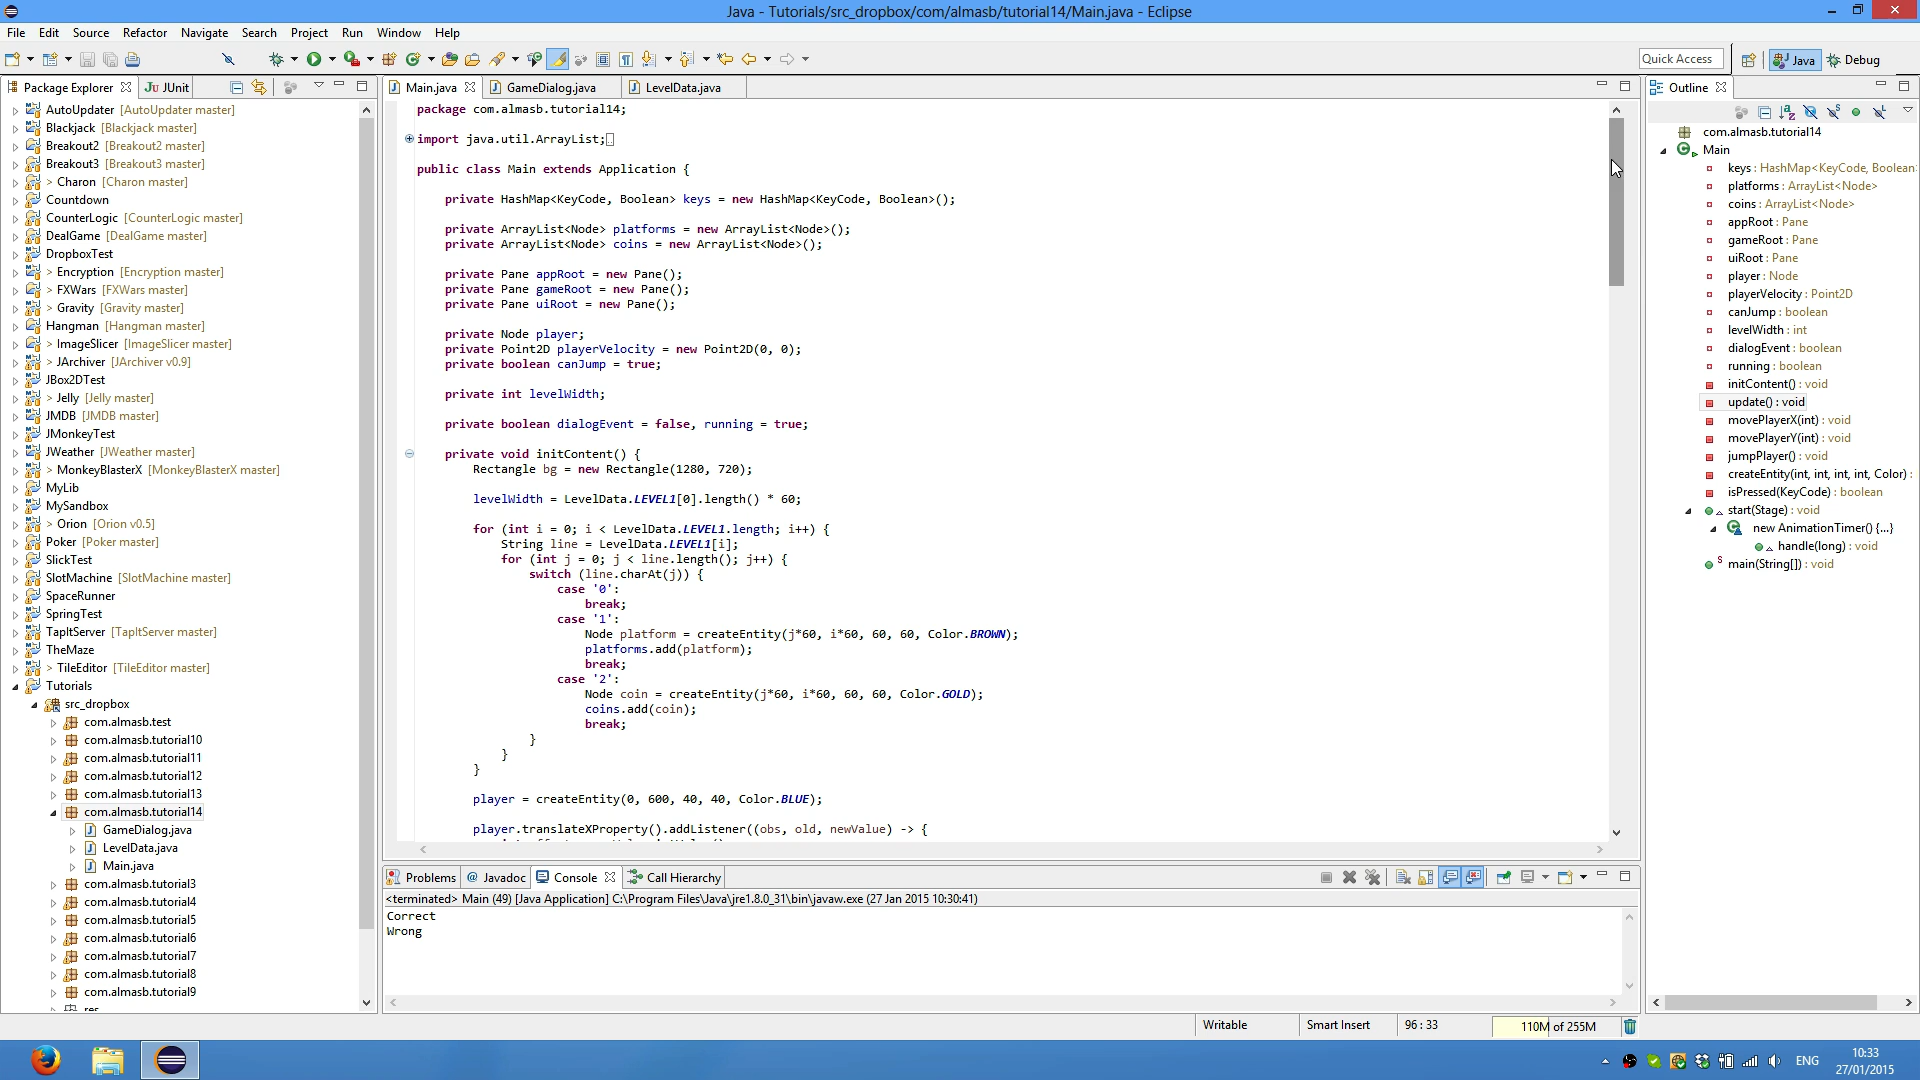 Java - Tutorials/src_dropbox/com/almasb/tutorial14/Main.java - Eclipse
File Edit Source Refactor Navigate Search Project Run Window Help
Quick Access
Java
Debug
Package Explorer
JUnit
AutoUpdater [AutoUpdater master]
Blackjack [Blackjack master]
Breakout2 [Breakout2 master]
Breakout3 [Breakout3 master]
> Charon [Charon master]
Countdown
CounterLogic [CounterLogic master]
DealGame [DealGame master]
DropboxTest
> Encryption [Encryption master]
> FXWars [FXWars master]
> Gravity [Gravity master]
Hangman [Hangman master]
> ImageSlicer [ImageSlicer master]
> JArchiver [JArchiver v0.9]
JBox2DTest
> Jelly [Jelly master]
JMDB [JMDB master]
JMonkeyTest
JWeather [JWeather master]
> MonkeyBlasterX [MonkeyBlasterX master]
MyLib
MySandbox
> Orion [Orion v0.5]
Poker [Poker master]
SlickTest
SlotMachine [SlotMachine master]
SpaceRunner
SpringTest
TapItServer [TapItServer master]
TheMaze
> TileEditor [TileEditor master]
Tutorials
src_dropbox
com.almasb.test
com.almasb.tutorial10
com.almasb.tutorial11
com.almasb.tutorial12
com.almasb.tutorial13
com.almasb.tutorial14
GameDialog.java
LevelData.java
Main.java
com.almasb.tutorial3
com.almasb.tutorial4
com.almasb.tutorial5
com.almasb.tutorial6
com.almasb.tutorial7
com.almasb.tutorial8
com.almasb.tutorial9
res
Main.java
GameDialog.java
LevelData.java
package com.almasb.tutorial14;
import java.util.ArrayList;
public class Main extends Application {
private HashMap<KeyCode, Boolean> keys = new HashMap<KeyCode, Boolean>();
private ArrayList<Node> platforms = new ArrayList<Node>();
private ArrayList<Node> coins = new ArrayList<Node>();
private Pane appRoot = new Pane();
private Pane gameRoot = new Pane();
private Pane uiRoot = new Pane();
private Node player;
private Point2D playerVelocity = new Point2D(0, 0);
private boolean canJump = true;
private int levelWidth;
private boolean dialogEvent = false, running = true;
private void initContent() {
Rectangle bg = new Rectangle(1280, 720);
levelWidth = LevelData.LEVEL1[0].length() * 60;
for (int i = 0; i < LevelData.LEVEL1.length; i++) {
String line = LevelData.LEVEL1[i];
for (int j = 0; j < line.length(); j++) {
switch (line.charAt(j)) {
case '0':
break;
case '1':
Node platform = createEntity(j*60, i*60, 60, 60, Color.BROWN);
platforms.add(platform);
break;
case '2':
Node coin = createEntity(j*60, i*60, 60, 60, Color.GOLD);
coins.add(coin);
break;
}
}
}
player = createEntity(0, 600, 40, 40, Color.BLUE);
player.translateXProperty().addListener((obs, old, newValue) -> {
Problems
Javadoc
Console
Call Hierarchy
<terminated> Main (49) [Java Application] C:\Program Files\Java\jre1.8.0_31\bin\javaw.exe (27 Jan 2015 10:30:41)
Correct
Wrong
Outline
com.almasb.tutorial14
Main
keys : HashMap<KeyCode, Boolean
platforms : ArrayList<Node>
coins : ArrayList<Node>
appRoot : Pane
gameRoot : Pane
uiRoot : Pane
player : Node
playerVelocity : Point2D
canJump : boolean
levelWidth : int
dialogEvent : boolean
running : boolean
initContent() : void
update() : void
movePlayerX(int) : void
movePlayerY(int) : void
jumpPlayer() : void
createEntity(int, int, int, int, Color) :
isPressed(KeyCode) : boolean
start(Stage) : void
new AnimationTimer() {...}
handle(long) : void
main(String[]) : void
Writable
Smart Insert
96 : 33
110M of 255M
ENG
10:33
27/01/2015